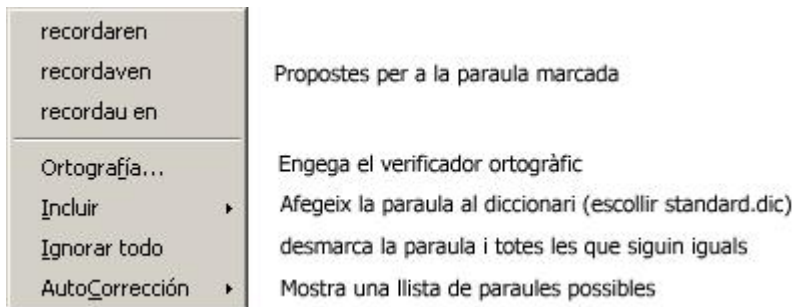 recordaren
recordaven
Propostes per a la paraula marcada
recordau en
Ortografía... Engega el verificador ortogràfic
Incluir Afegeix la paraula al diccionari (escollir standard.dic)
Ignorar todo desmarca la paraula i totes les que siguin iguals
AutoCorrección Mostra una llista de paraules possibles